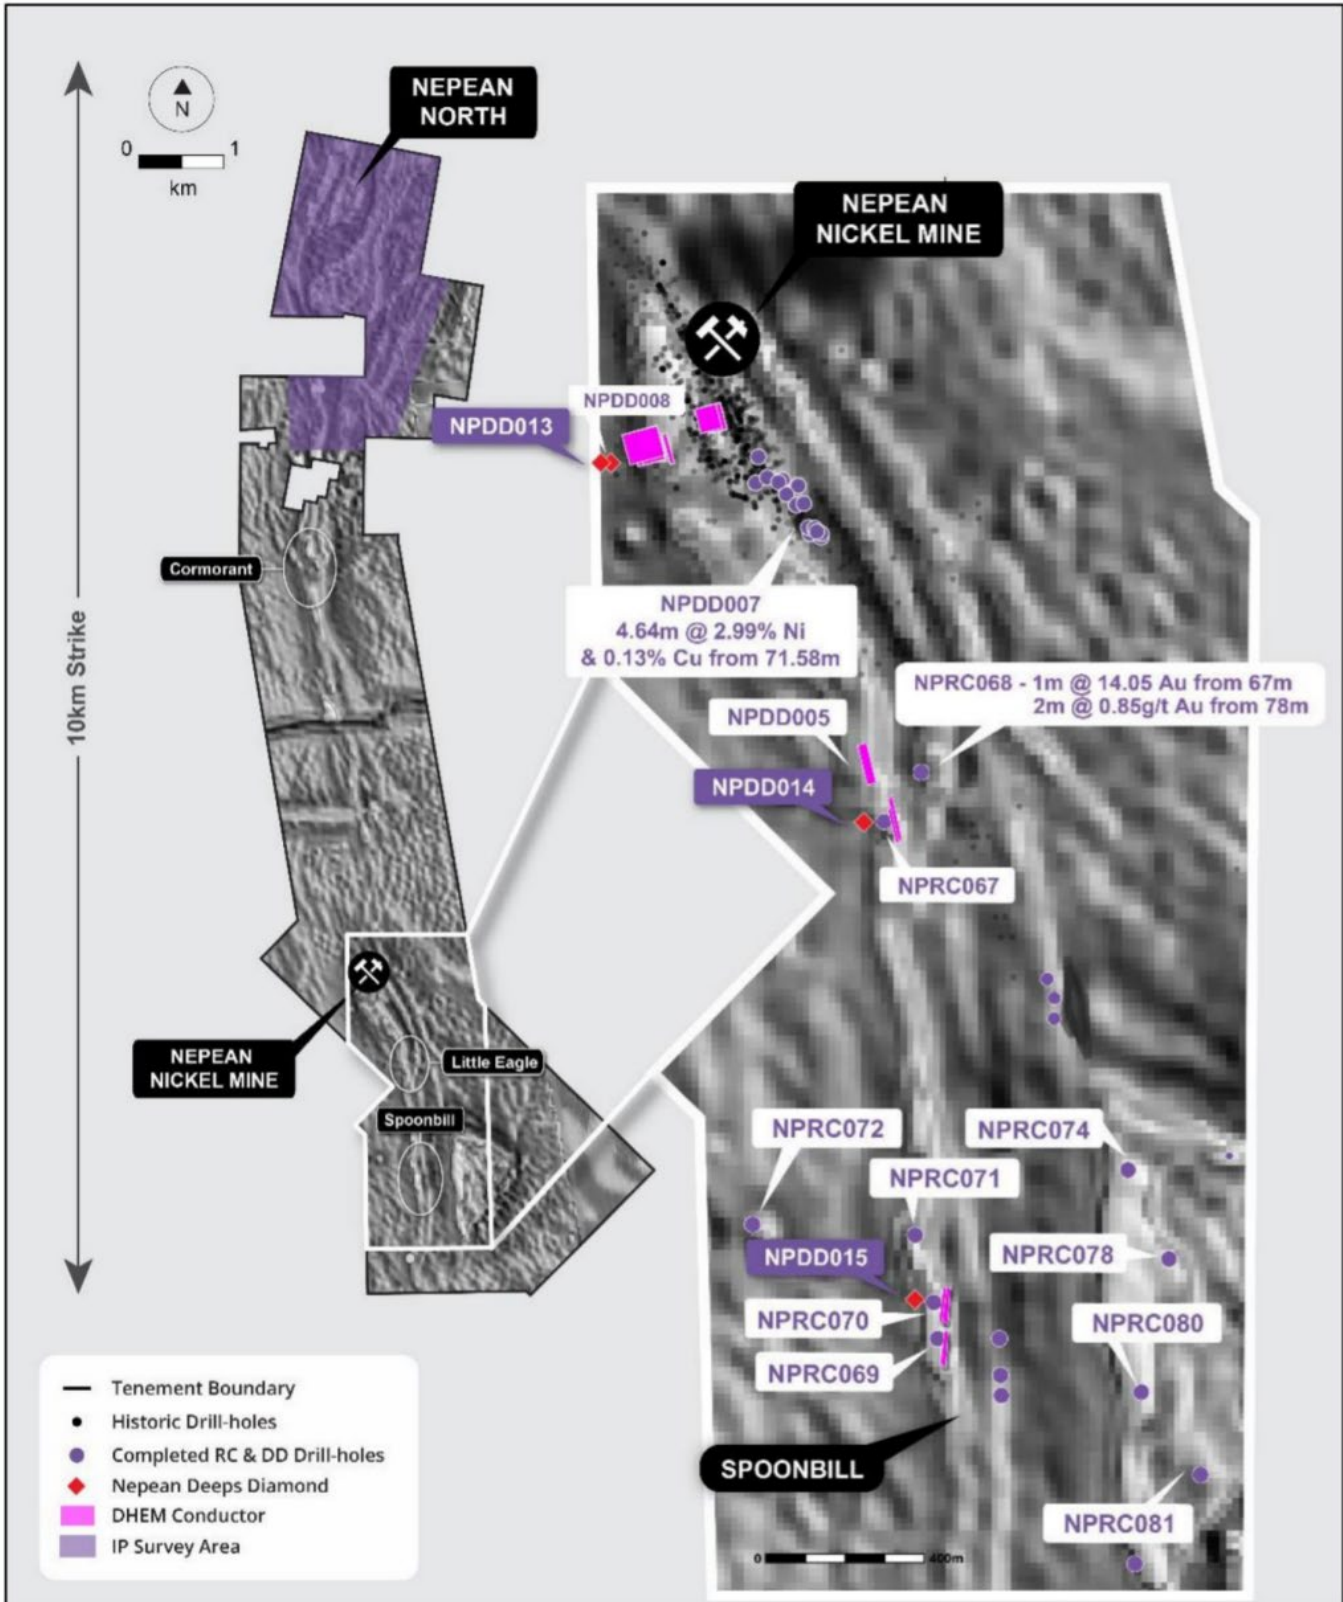 NEPEAN
NORTH
N
0 1
km
10km Strike
Cormorant
NEPEAN
NICKEL MINE
Little Eagle
Spoonbill
NEPEAN
NICKEL MINE
NPDD008
NPDD013
NPDD007
4.64m @ 2.99% Ni
& 0.13% Cu from 71.58m
NPRC068 - 1m @ 14.05 Au from 67m
2m @ 0.85g/t Au from 78m
NPDD005
NPDD014
NPRC067
NPRC072
NPRC074
NPRC071
NPDD015
NPRC078
NPRC070
NPRC080
NPRC069
SPOONBILL
NPRC081
0 400m
Tenement Boundary
Historic Drill-holes
Completed RC & DD Drill-holes
Nepean Deeps Diamond
DHEM Conductor
IP Survey Area